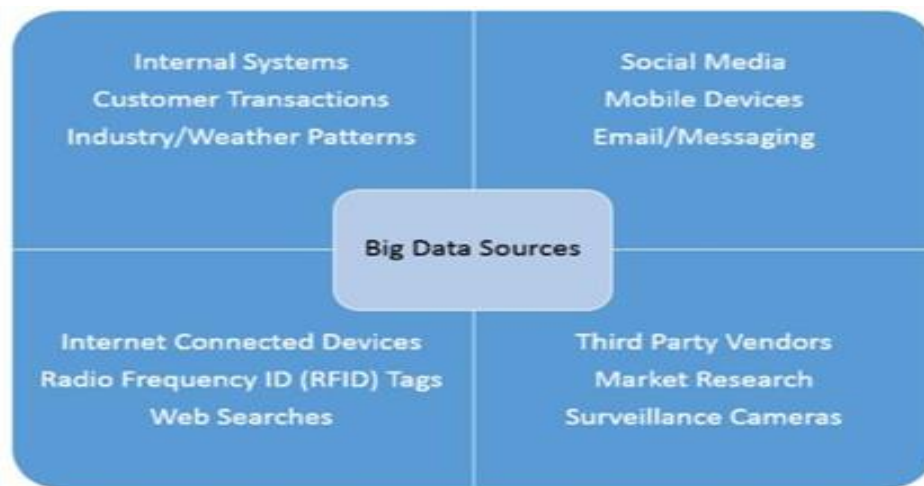 Internal Systems
Customer Transactions
Industry/Weather Patterns
Social Media
Mobile Devices
Email/Messaging
Big Data Sources
Internet Connected Devices
Radio Frequency ID (RFID) Tags
Web Searches
Third Party Vendors
Market Research
Surveillance Cameras